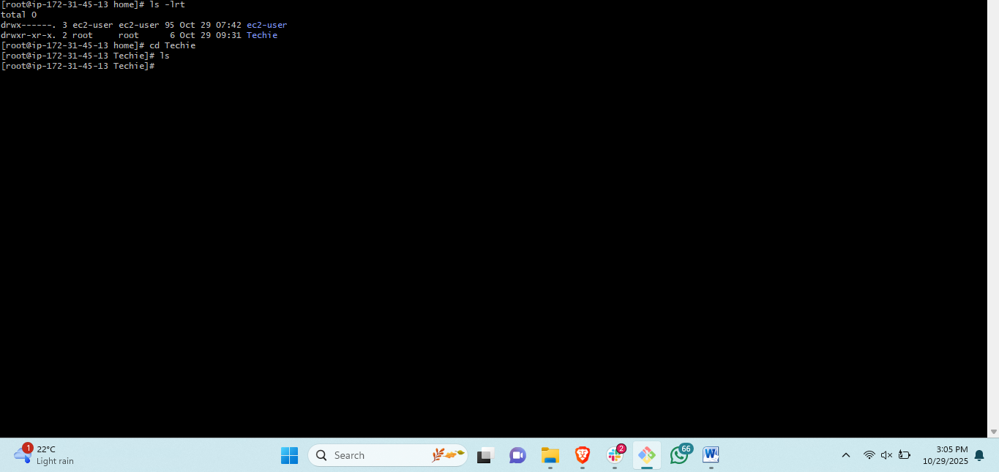 [root@ip-172-31-45-13 home]# ls -lrt
total 0
drwx------. 3 ec2-user ec2-user 95 Oct 29 07:42 ec2-user
drwxr-xr-x. 2 root     root      6 Oct 29 09:31 Techie
[root@ip-172-31-45-13 home]# cd Techie
[root@ip-172-31-45-13 Techie]# ls
[root@ip-172-31-45-13 Techie]#
1
22°C
Light rain
Search
2
66
W
3:05 PM
10/29/2025